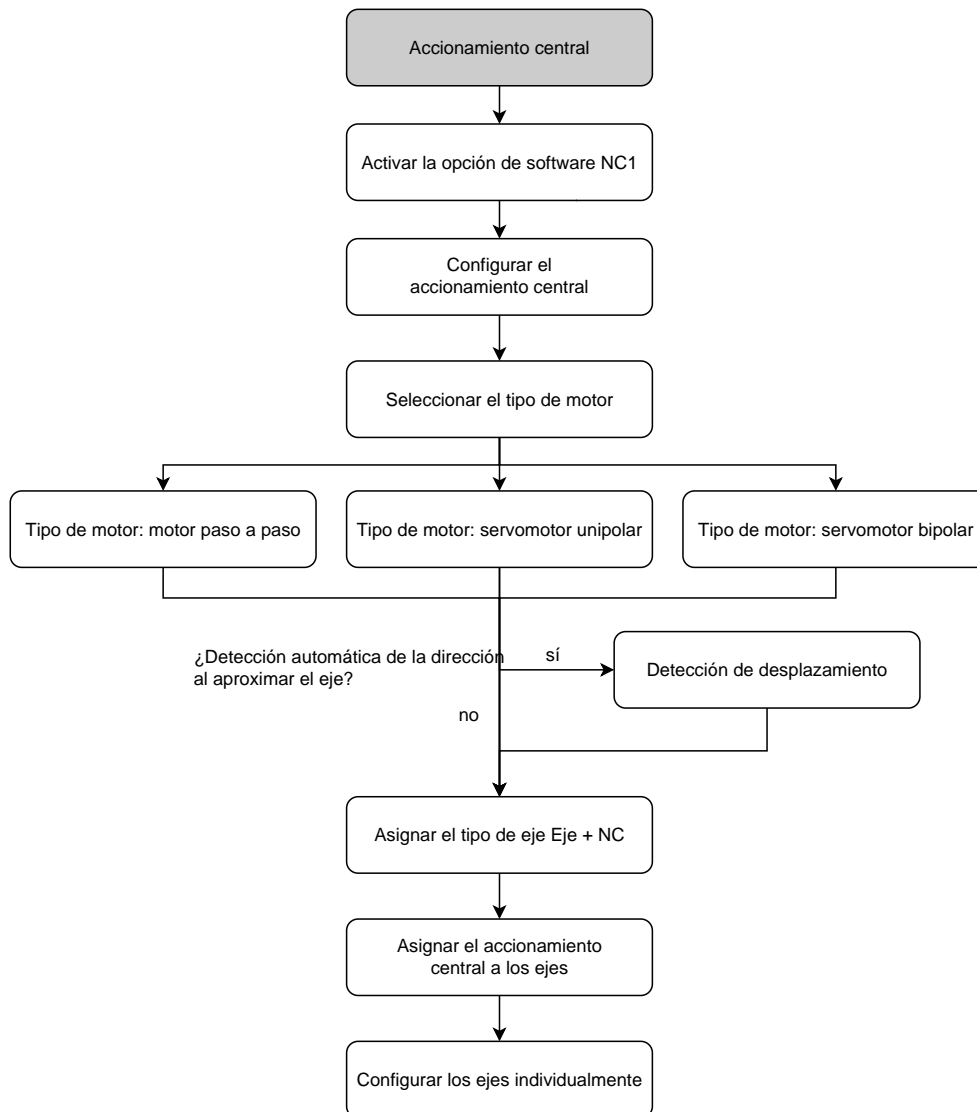 Accionamiento central
Activar la opción de software NC1
Configurar el
accionamiento central
Seleccionar el tipo de motor
Tipo de motor: motor paso a paso
Tipo de motor: servomotor unipolar
Tipo de motor: servomotor bipolar
¿Detección automática de la dirección
al aproximar el eje?
sí
Detección de desplazamiento
no
Asignar el tipo de eje Eje + NC
Asignar el accionamiento
central a los ejes
Configurar los ejes individualmente